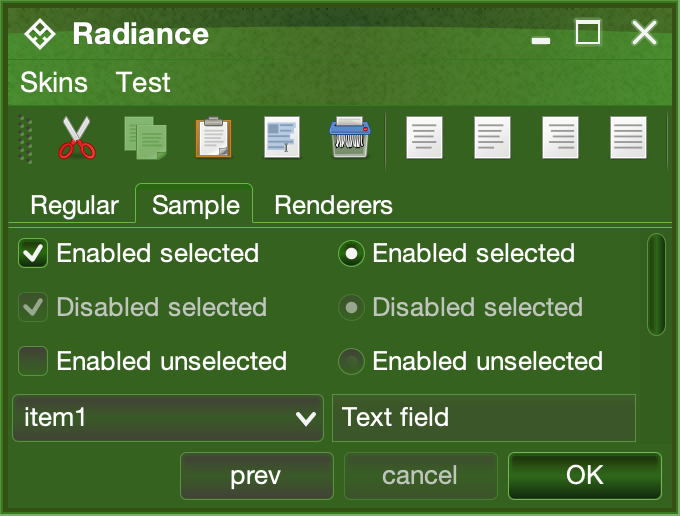 Radiance
Skins Test
Regular Sample Renderers
Enabled selected Enabled selected
Disabled selected Disabled selected
Enabled unselected Enabled unselected
item1 Text field
prev cancel OK